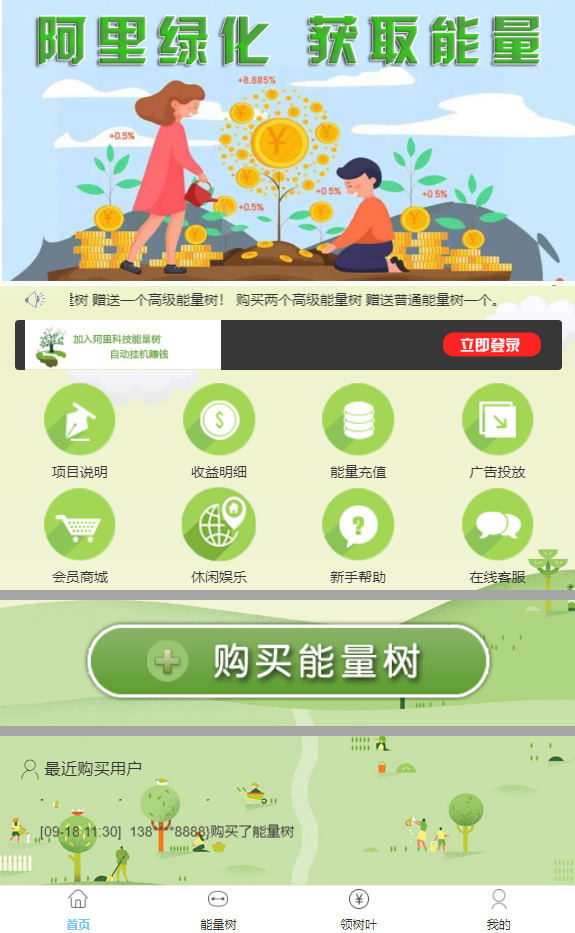 阿里绿化 获取能量
+8.885%
+0.5%
+0.5%
+0.5%
+0.5%
树 赠送一个高级能量树! 购买两个高级能量树 赠送普通能量树一个。
加入阿里科技能量树
自动挂机赚钱
立即登录
项目说明 收益明细 能量充值 广告投放
会员商城 休闲娱乐 新手帮助 在线客服
购买能量树
最近购买用户
[09-18 11:30] 138****8888)购买了能量树
首页 能量树 领树叶 我的